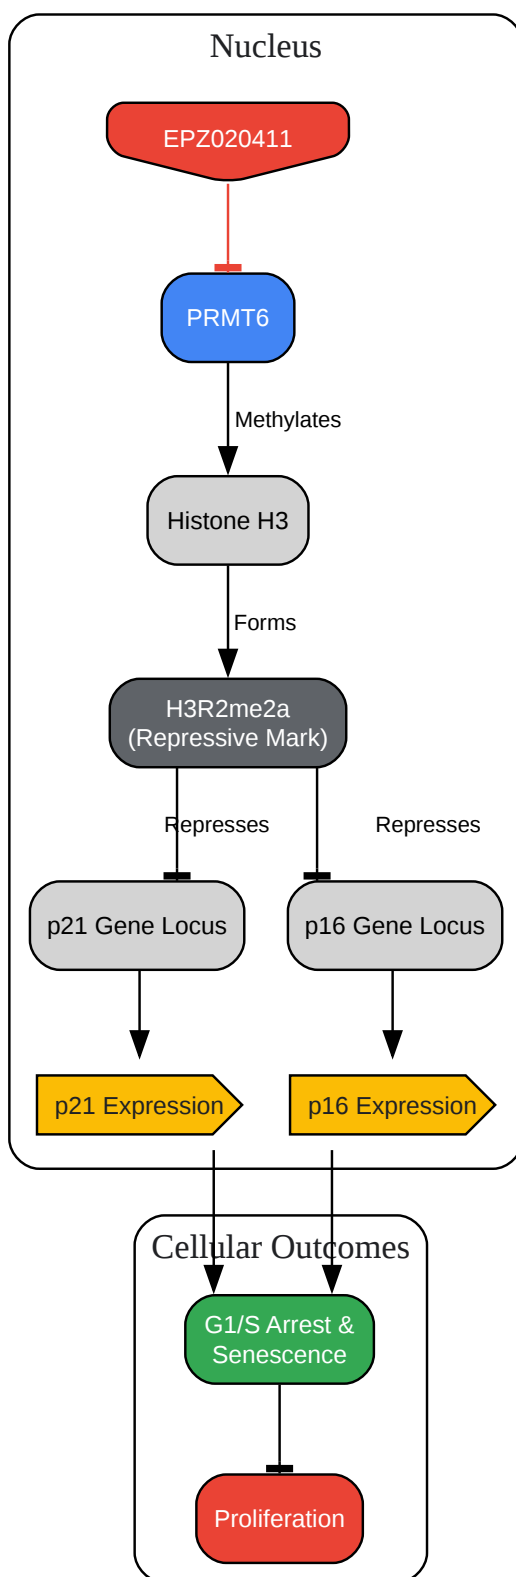 Nucleus
EPZ020411
PRMT6
Methylates
Histone H3
Forms
H3R2me2a
(Repressive Mark)
Represses
Represses
p21 Gene Locus
p16 Gene Locus
p21 Expression
p16 Expression
Cellular Outcomes
G1/S Arrest &
Senescence
Proliferation